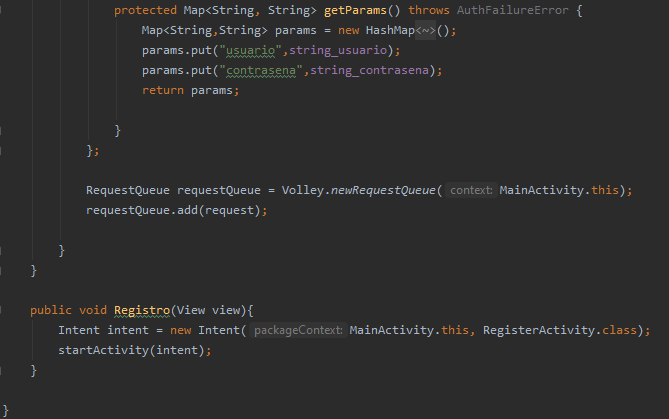 protected Map<String, String> getParams() throws AuthFailureError {
Map<String,String> params = new HashMap<~>();
params.put("usuario",string_usuario);
params.put("contrasena",string_contrasena);
return params;
}
};
RequestQueue requestQueue = Volley.newRequestQueue( context: MainActivity.this);
requestQueue.add(request);
}
}
public void Registro(View view){
Intent intent = new Intent( packageContext: MainActivity.this, RegisterActivity.class);
startActivity(intent);
}
}